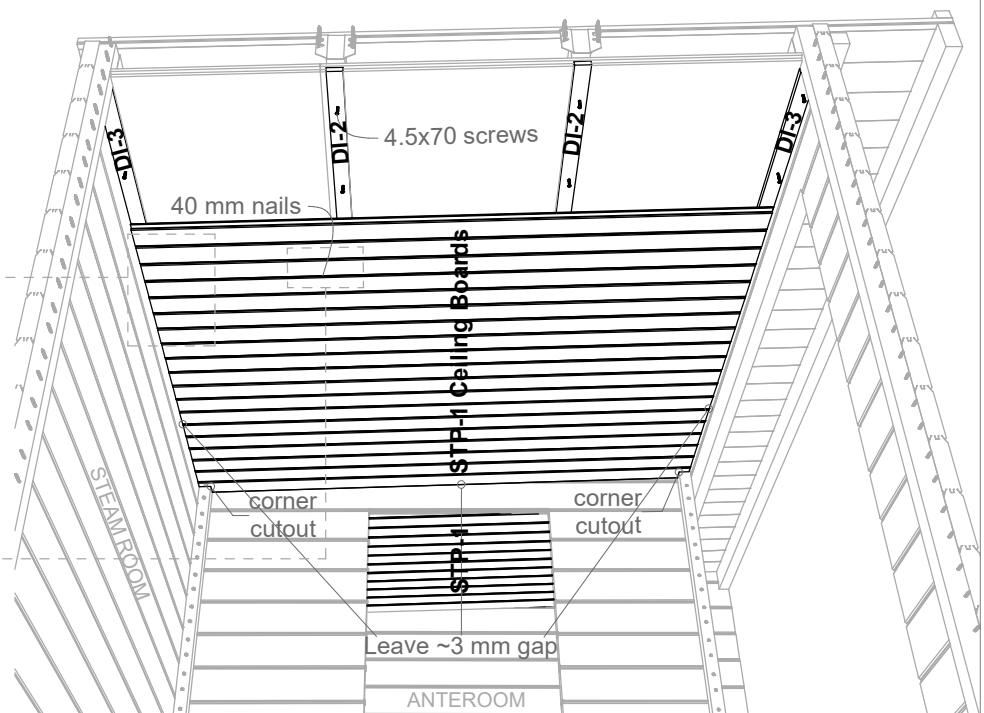 DI-3
DI-2
DI-2
DI-3
4.5x70 screws
40 mm nails
STP-1 Ceiling Boards
STEAM ROOM
corner
cutout
corner
cutout
STP-1
Leave ~3 mm gap
ANTEROOM